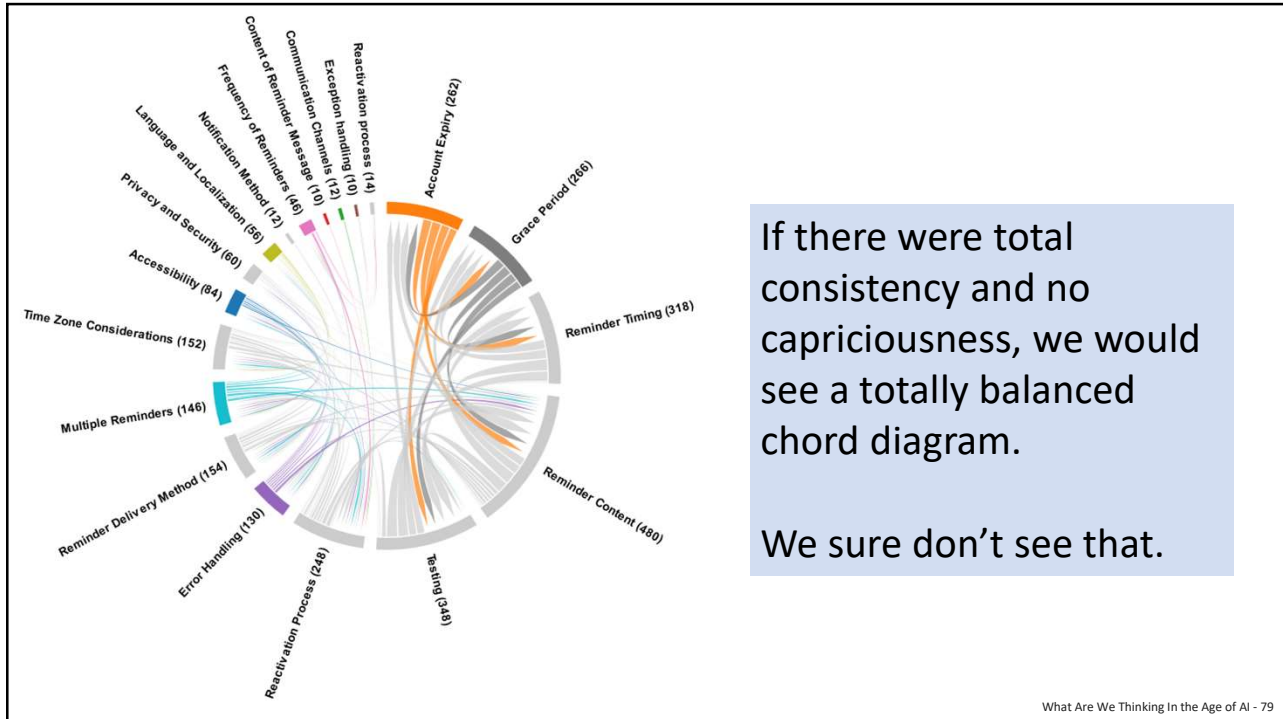 Account Expiry (262)
Grace Period (266)
Reminder Timing (318)
Reminder Content (480)
Testing (348)
Reactivation Process (248)
Error Handling (130)
Reminder Delivery Method (154)
Multiple Reminders (146)
Time Zone Considerations (152)
Accessibility (84)
Privacy and Security (60)
Language and Localization (56)
Notification Method (12)
Frequency of Reminders (46)
Content of Reminder Message (10)
Communication Channels (12)
Exception handling (10)
Reactivation process (14)
If there were total
consistency and no
capriciousness, we would
see a totally balanced
chord diagram.
We sure don’t see that.
What Are We Thinking In the Age of AI - 79